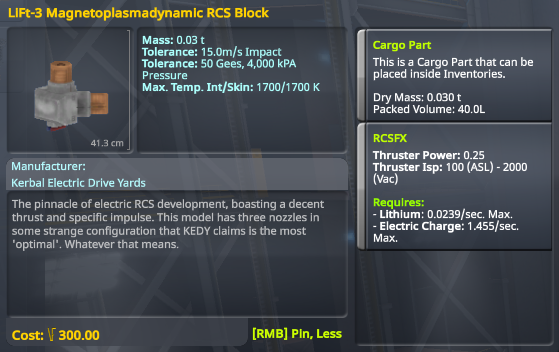 LiFt-3 Magnetoplasmadynamic RCS Block
Mass: 0.03 t
Tolerance: 15.0m/s Impact
Tolerance: 50 Gees, 4,000 kPA
Pressure
Max. Temp. Int/Skin: 1700/1700 K
41.3 cm
Manufacturer:
Kerbal Electric Drive Yards
The pinnacle of electric RCS development, boasting a decent
thrust and specific impulse. This model has three nozzles in
some strange configuration that KEDY claims is the most
'optimal'. Whatever that means.
Cost: 300.00
[RMB] Pin, Less
Cargo Part
This is a Cargo Part that can be
placed inside Inventories.
Dry Mass: 0.030 t
Packed Volume: 40.0L
RCSFX
Thruster Power: 0.25
Thruster Isp: 100 (ASL) - 2000
(Vac)
Requires:
- Lithium: 0.0239/sec. Max.
- Electric Charge: 1.455/sec.
Max.